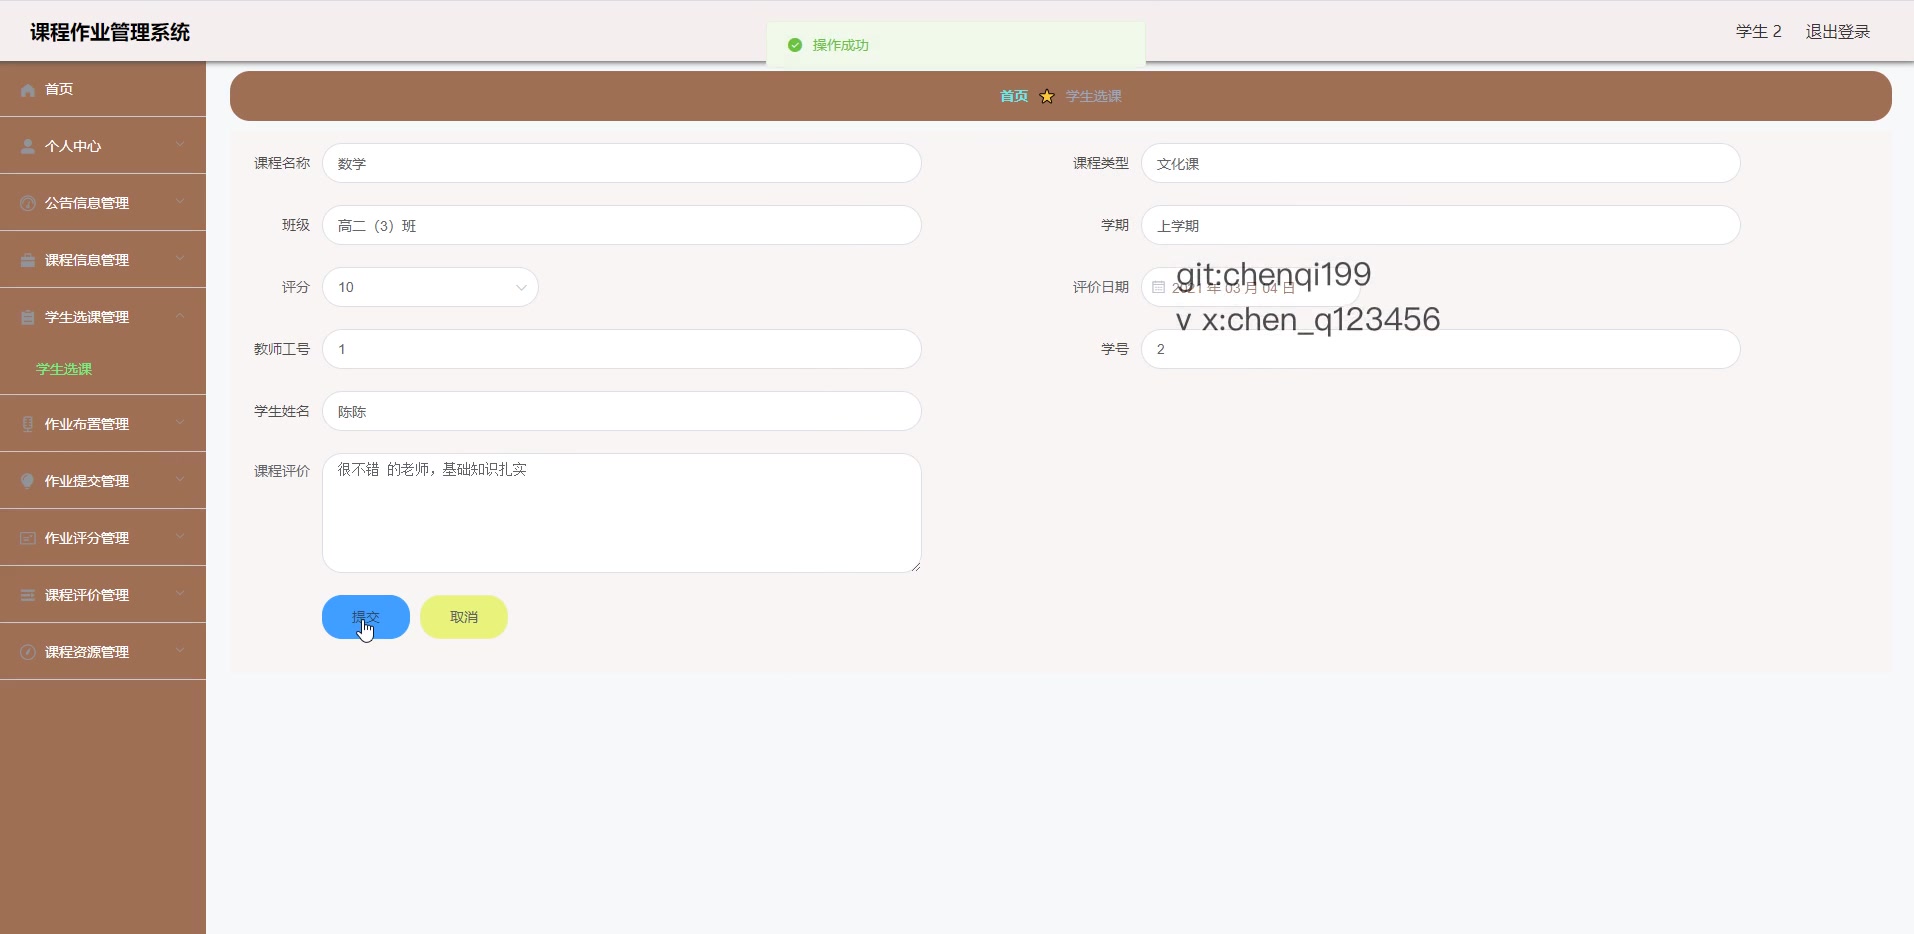 课程作业管理系统
操作成功
学生 2 退出登录
首页
个人中心
公告信息管理
课程信息管理
学生选课管理
学生选课
作业布置管理
作业提交管理
作业评分管理
课程评价管理
课程资源管理
首页 学生选课
课程名称 数学 课程类型 文化课
班级 高二（3）班 学期 上学期
评分 10 评价日期 2021 年 03 月 04 日
git:chenqi199
v x:chen_q123456
教师工号 1 学号 2
学生姓名 陈陈
课程评价 很不错 的老师，基础知识扎实
提交 取消